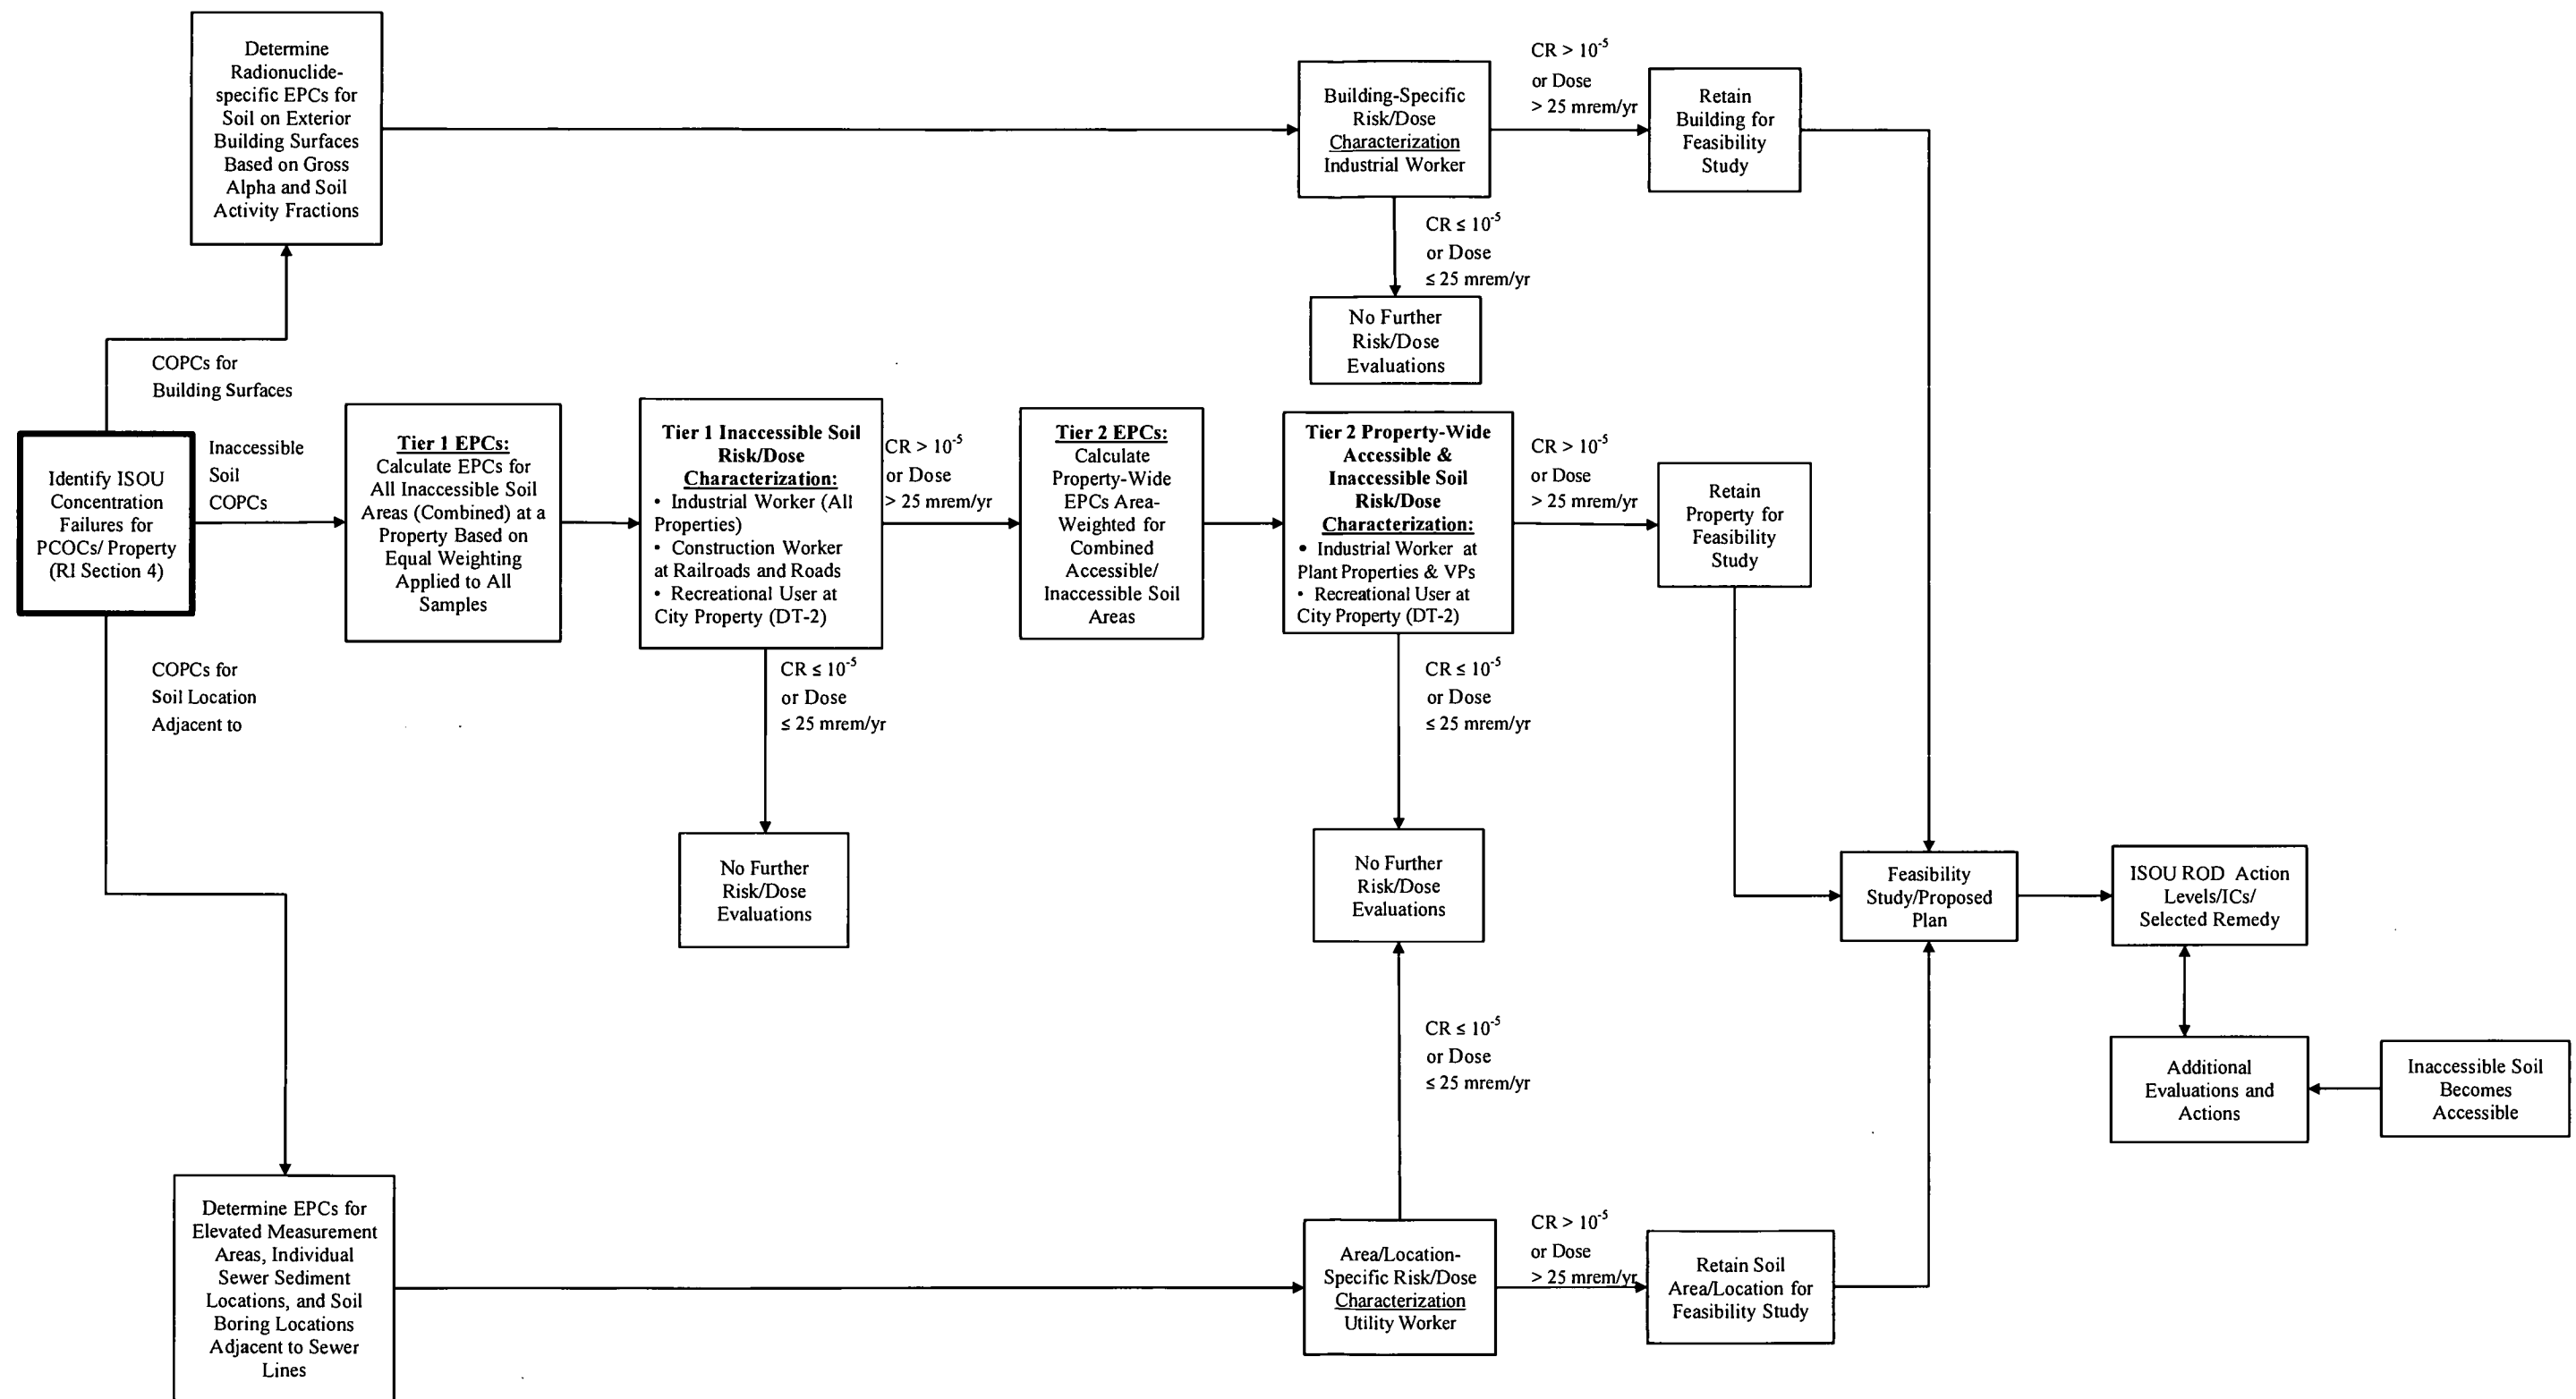 Determine
Radionuclide-
specific EPCs for
Soil on Exterior
Building Surfaces
Based on Gross
Alpha and Soil
Activity Fractions
Building-Specific
Risk/Dose
Characterization
Industrial Worker
CR > 10⁻⁵
or Dose
> 25 mrem/yr
Retain
Building for
Feasibility
Study
CR ≤ 10⁻⁵
or Dose
≤ 25 mrem/yr
No Further
Risk/Dose
Evaluations
COPCs for
Building Surfaces
Identify ISOU
Concentration
Failures for
PCOCs/ Property
(RI Section 4)
Inaccessible
Soil
COPCs
Tier 1 EPCs:
Calculate EPCs for
All Inaccessible Soil
Areas (Combined) at a
Property Based on
Equal Weighting
Applied to All
Samples
Tier 1 Inaccessible Soil
Risk/Dose
Characterization:
• Industrial Worker (All
Properties)
• Construction Worker
at Railroads and Roads
• Recreational User at
City Property (DT-2)
CR > 10⁻⁵
or Dose
> 25 mrem/yr
Tier 2 EPCs:
Calculate
Property-Wide
EPCs Area-
Weighted for
Combined
Accessible/
Inaccessible Soil
Areas
Tier 2 Property-Wide
Accessible &
Inaccessible Soil
Risk/Dose
Characterization:
• Industrial Worker at
Plant Properties & VPs
• Recreational User at
City Property (DT-2)
CR > 10⁻⁵
or Dose
> 25 mrem/yr
Retain
Property for
Feasibility
Study
COPCs for
Soil Location
Adjacent to
CR ≤ 10⁻⁵
or Dose
≤ 25 mrem/yr
CR ≤ 10⁻⁵
or Dose
≤ 25 mrem/yr
No Further
Risk/Dose
Evaluations
No Further
Risk/Dose
Evaluations
Feasibility
Study/Proposed
Plan
ISOU ROD Action
Levels/ICs/
Selected Remedy
CR ≤ 10⁻⁵
or Dose
≤ 25 mrem/yr
Additional
Evaluations and
Actions
Inaccessible Soil
Becomes
Accessible
Determine EPCs for
Elevated Measurement
Areas, Individual
Sewer Sediment
Locations, and Soil
Boring Locations
Adjacent to Sewer
Lines
Area/Location-
Specific Risk/Dose
Characterization
Utility Worker
CR > 10⁻⁵
or Dose
> 25 mrem/yr
Retain Soil
Area/Location for
Feasibility Study